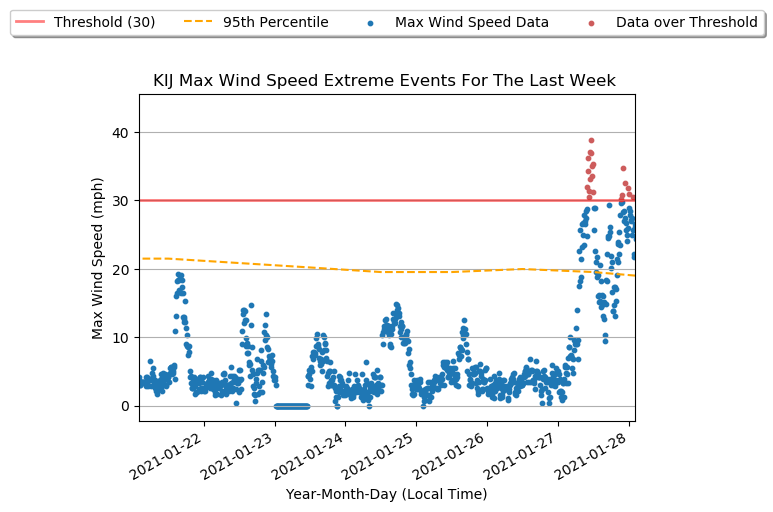 Threshold (30) 95th Percentile Max Wind Speed Data Data over Threshold
KIJ Max Wind Speed Extreme Events For The Last Week
Max Wind Speed (mph)
40
30
20
10
0
2021-01-22 2021-01-23 2021-01-24 2021-01-25 2021-01-26 2021-01-27 2021-01-28
Year-Month-Day (Local Time)